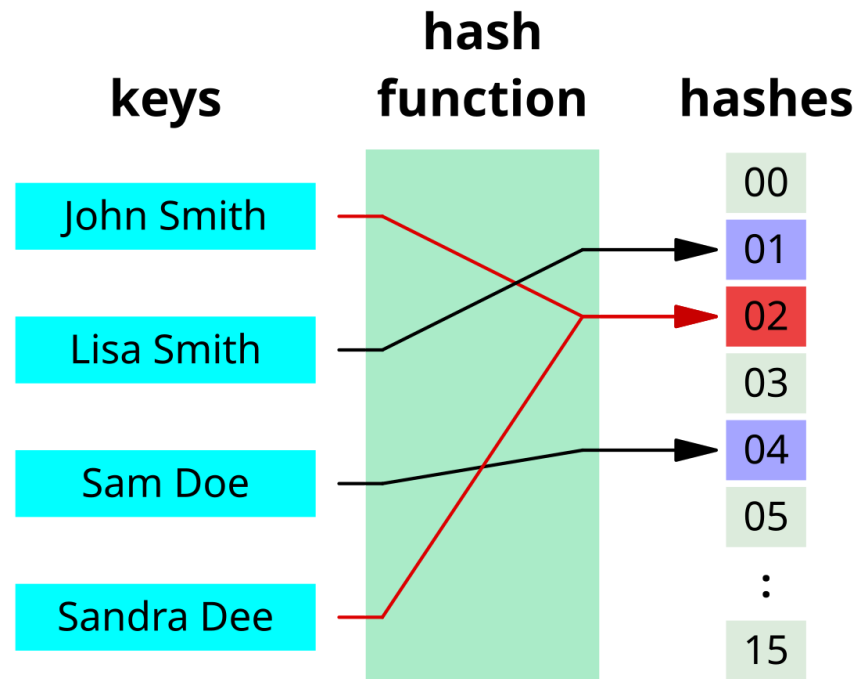 keys
hash
function
hashes
John Smith
Lisa Smith
Sam Doe
Sandra Dee
00
01
02
03
04
05
:
15